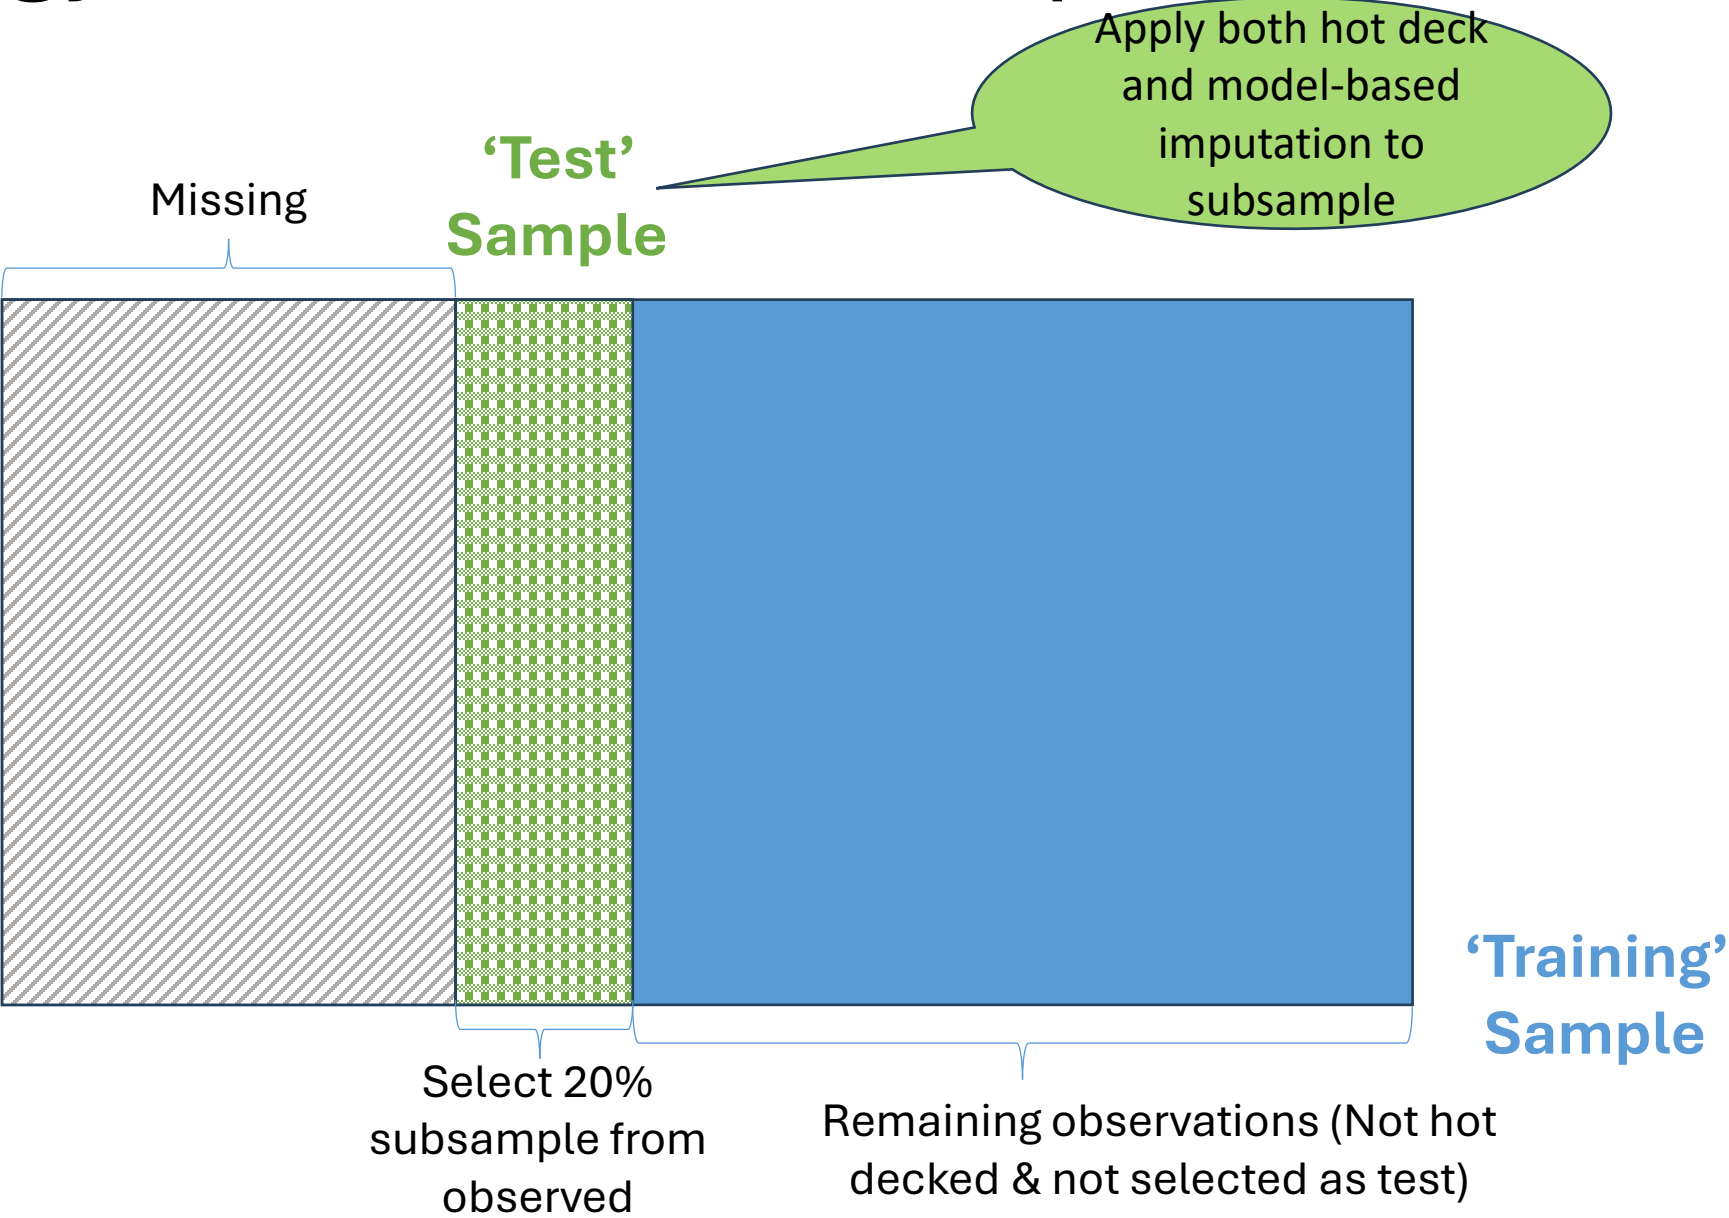 Apply both hot deck
and model-based
imputation to
subsample
‘Test’
Sample
Missing
‘Training’
Sample
Select 20%
subsample from
observed
Remaining observations (Not hot
decked & not selected as test)